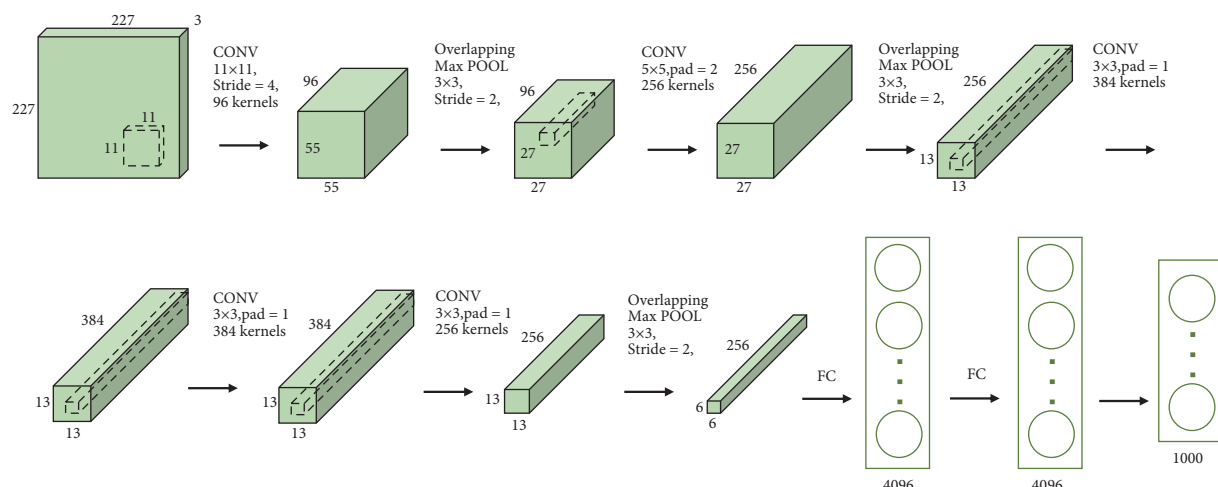 227
3
227
11
11
CONV
11×11,
Stride = 4,
96 kernels
96
55
55
Overlapping
Max POOL
3×3,
Stride = 2,
96
27
27
CONV
5×5,pad = 2
256 kernels
256
27
27
Overlapping
Max POOL
3×3,
Stride = 2,
256
13
13
CONV
3×3,pad = 1
384 kernels
384
13
13
CONV
3×3,pad = 1
384 kernels
384
13
13
CONV
3×3,pad = 1
256 kernels
256
13
13
Overlapping
Max POOL
3×3,
Stride = 2,
256
6
6
FC
4096
FC
4096
1000